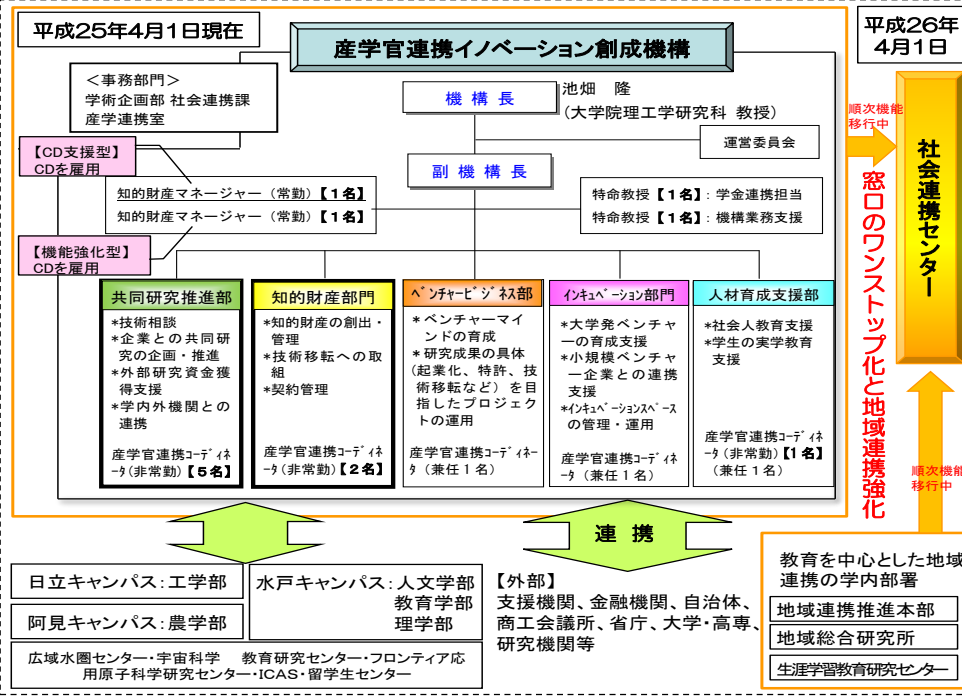 平成25年4月1日現在
産学官連携イノベーション創成機構
平成26年
4月1日
＜事務部門＞
学術企画部 社会連携課
産学連携室
機 構 長
池畑　隆
(大学院理工学研究科 教授)
運営委員会
副 機 構 長
【CD支援型】
CDを雇用
知的財産マネージャー（常勤）【１名】
知的財産マネージャー（常勤）【１名】
特命教授【１名】：学金連携担当
特命教授【１名】：機構業務支援
【機能強化型】
CDを雇用
共同研究推進部
*技術相談
*企業との共同研
究の企画・推進
*外部研究資金獲
得支援
*学内外機関との
連携
産学官連携ｺｰﾃﾞｨﾈ
ｰﾀ(非常勤)【５名】
知的財産部門
*知的財産の創出・
管理
*技術移転への取
組
*契約管理
産学官連携ｺｰﾃﾞｨﾈ
ｰﾀ(非常勤)【２名】
ﾍﾞﾝﾁｬｰﾋﾞｼﾞﾈｽ部
*ベンチャーマイ
ンドの育成
*研究成果の具体
(起業化、特許、技
術移転など）を目
指したプロジェク
トの運用
産学官連携ｺｰﾃﾞｨﾈｰ
ﾀ（兼任１名）
ｲﾝｷｭﾍﾞｰｼｮﾝ部門
*大学発ベンチャ
ーの育成支援
*小規模ベンチャ
ー企業との連携
支援
*ｲﾝｷｭﾍﾞｰｼｮﾝｽﾍﾟｰｽ
の管理・運用
産学官連携ｺｰﾃﾞｨﾈ
ｰﾀ（兼任１名）
人材育成支援部
*社会人教育支援
*学生の実学教育
支援
産学官連携ｺｰﾃﾞｨﾈ
ｰﾀ(非常勤)【１名】
（兼任１名）
順次機能
移行中
窓口のワンストップ化と地域連携強化
社会連携センター
順次機能
移行中
連 携
日立キャンパス：工学部
阿見キャンパス：農学部
水戸キャンパス：人文学部
教育学部
理学部
広域水圏センター・宇宙科学　教育研究センター・フロンティア応
用原子科学研究センター・ICAS・留学生センター
【外部】
支援機関、金融機関、自治体、
商工会議所、省庁、大学・高専、
研究機関等
教育を中心とした地域
連携の学内部署
地域連携推進本部
地域総合研究所
生涯学習教育研究センター